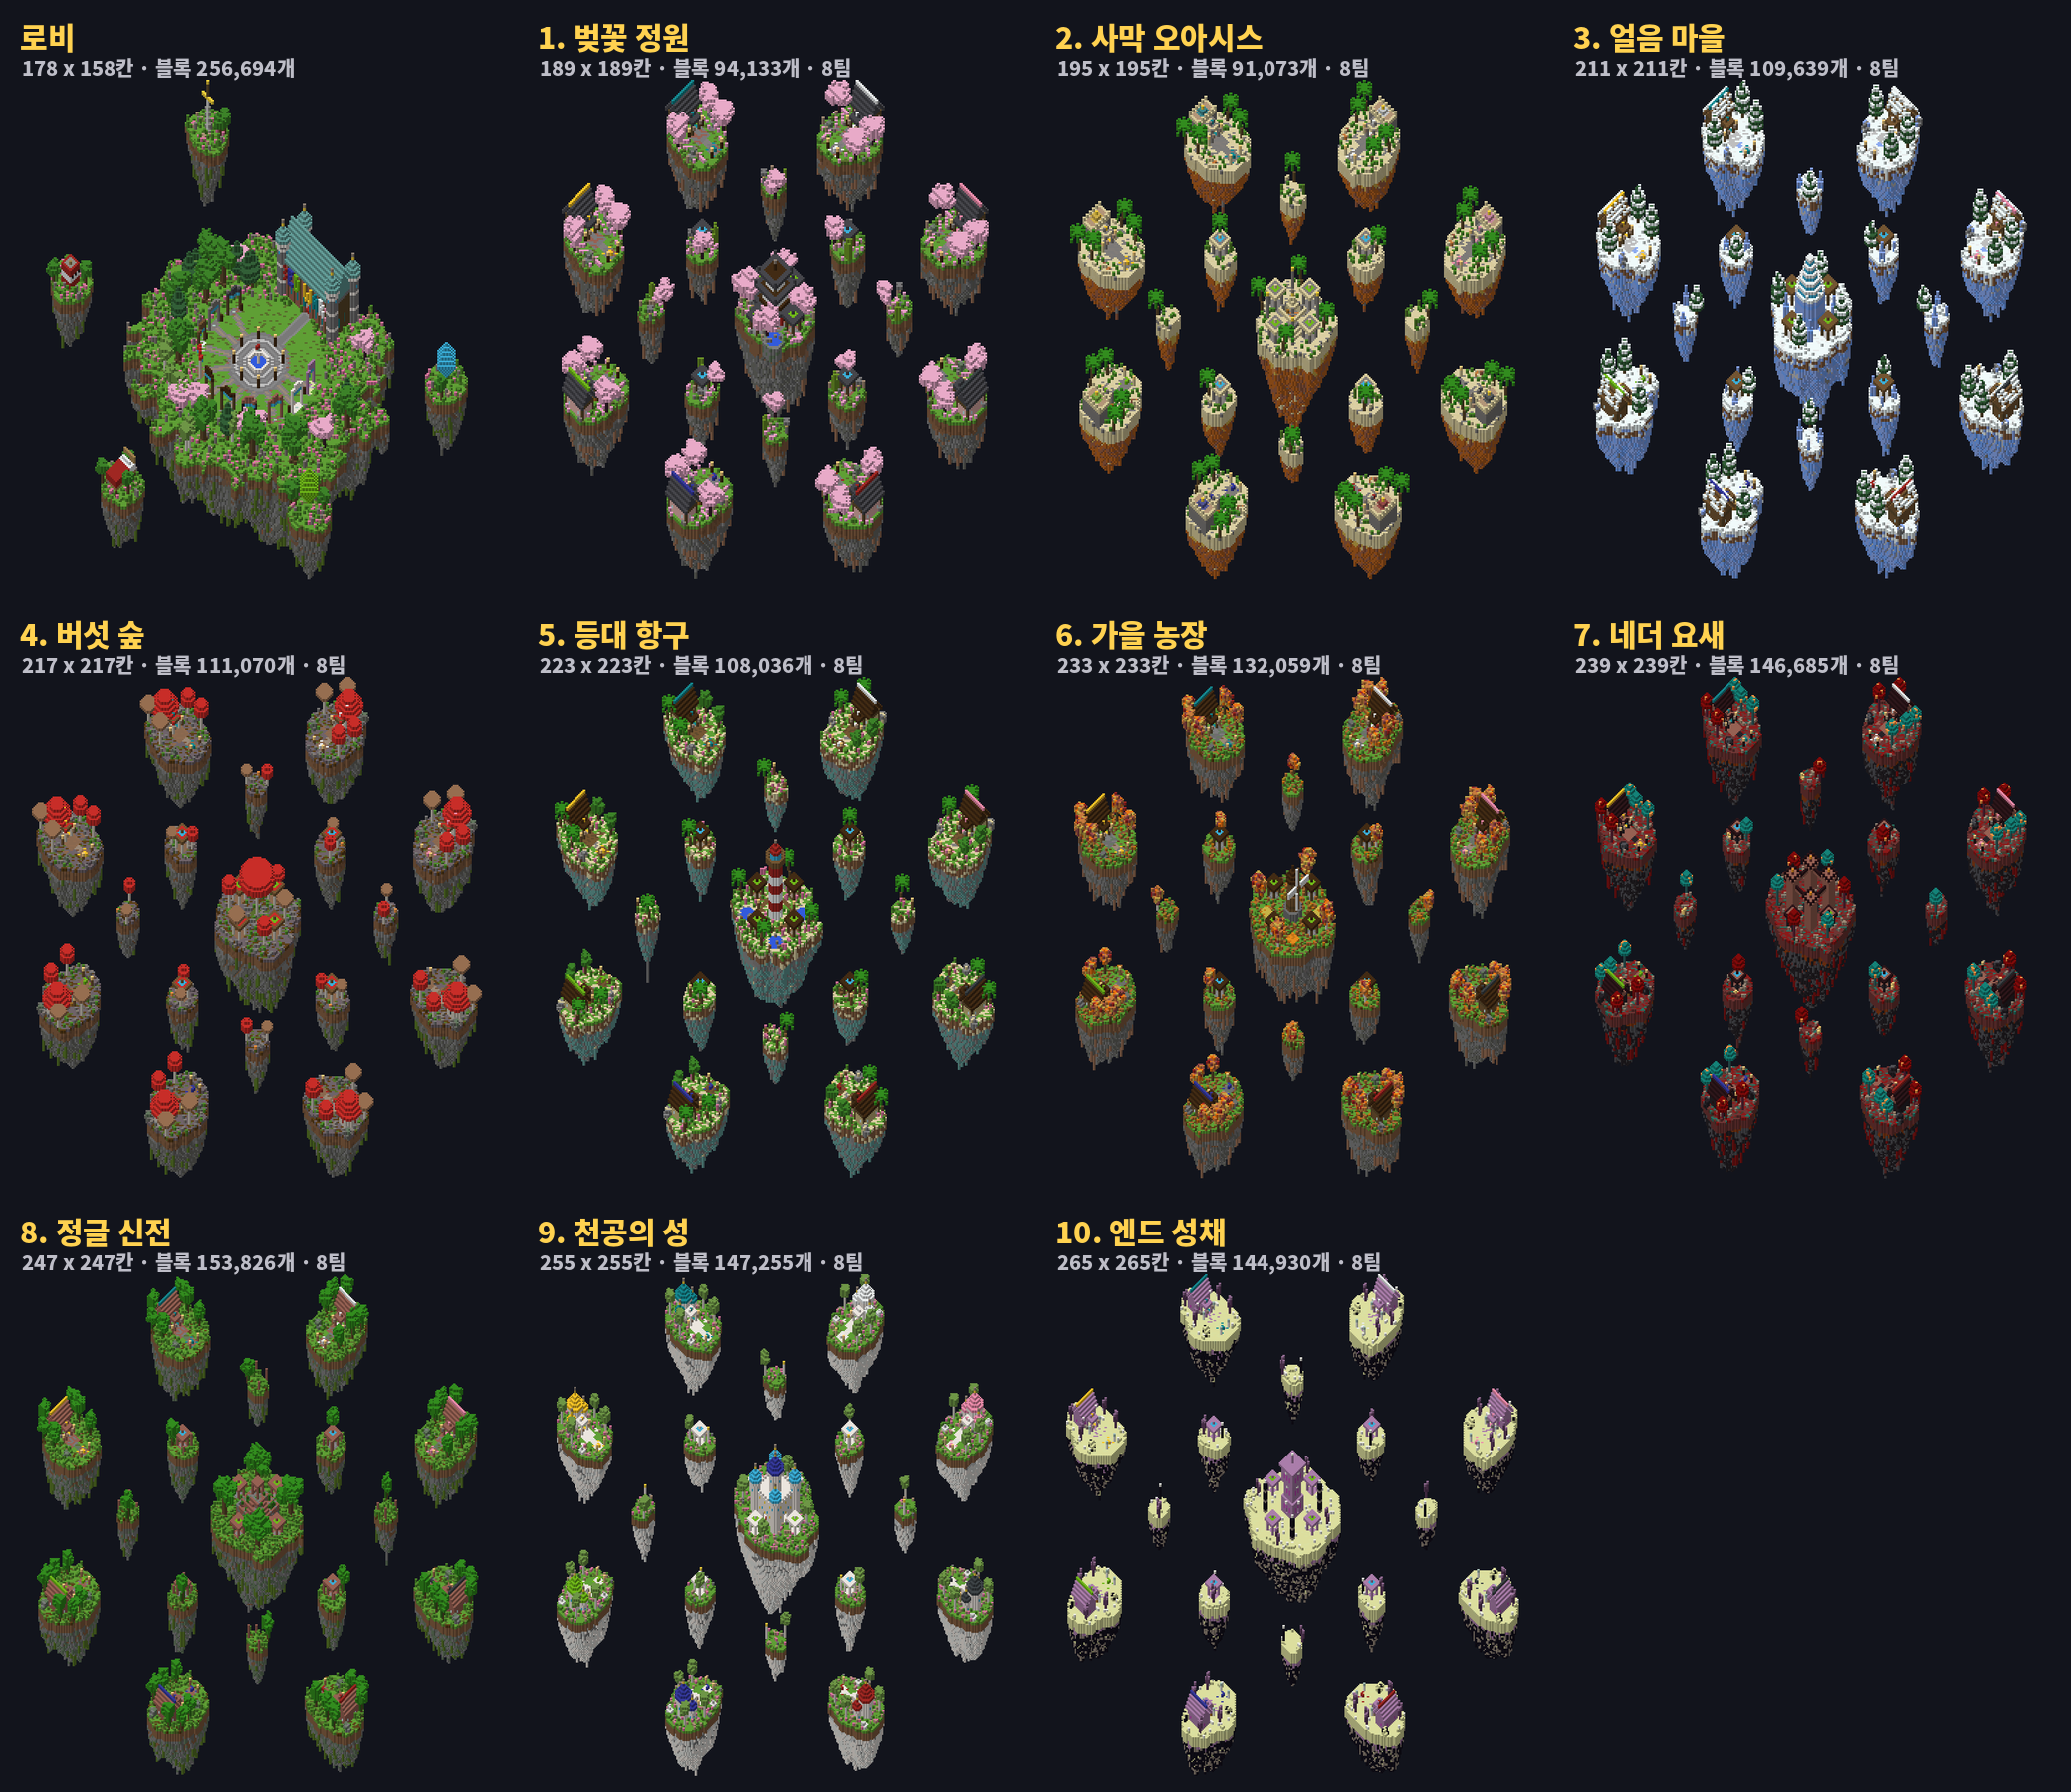 로비
178 x 158칸 · 블록 256,694개
1. 벚꽃 정원
189 x 189칸 · 블록 94,133개 · 8팀
2. 사막 오아시스
195 x 195칸 · 블록 91,073개 · 8팀
3. 얼음 마을
211 x 211칸 · 블록 109,639개 · 8팀
4. 버섯 숲
217 x 217칸 · 블록 111,070개 · 8팀
5. 등대 항구
223 x 223칸 · 블록 108,036개 · 8팀
6. 가을 농장
233 x 233칸 · 블록 132,059개 · 8팀
7. 네더 요새
239 x 239칸 · 블록 146,685개 · 8팀
8. 정글 신전
247 x 247칸 · 블록 153,826개 · 8팀
9. 천공의 성
255 x 255칸 · 블록 147,255개 · 8팀
10. 엔드 성채
265 x 265칸 · 블록 144,930개 · 8팀